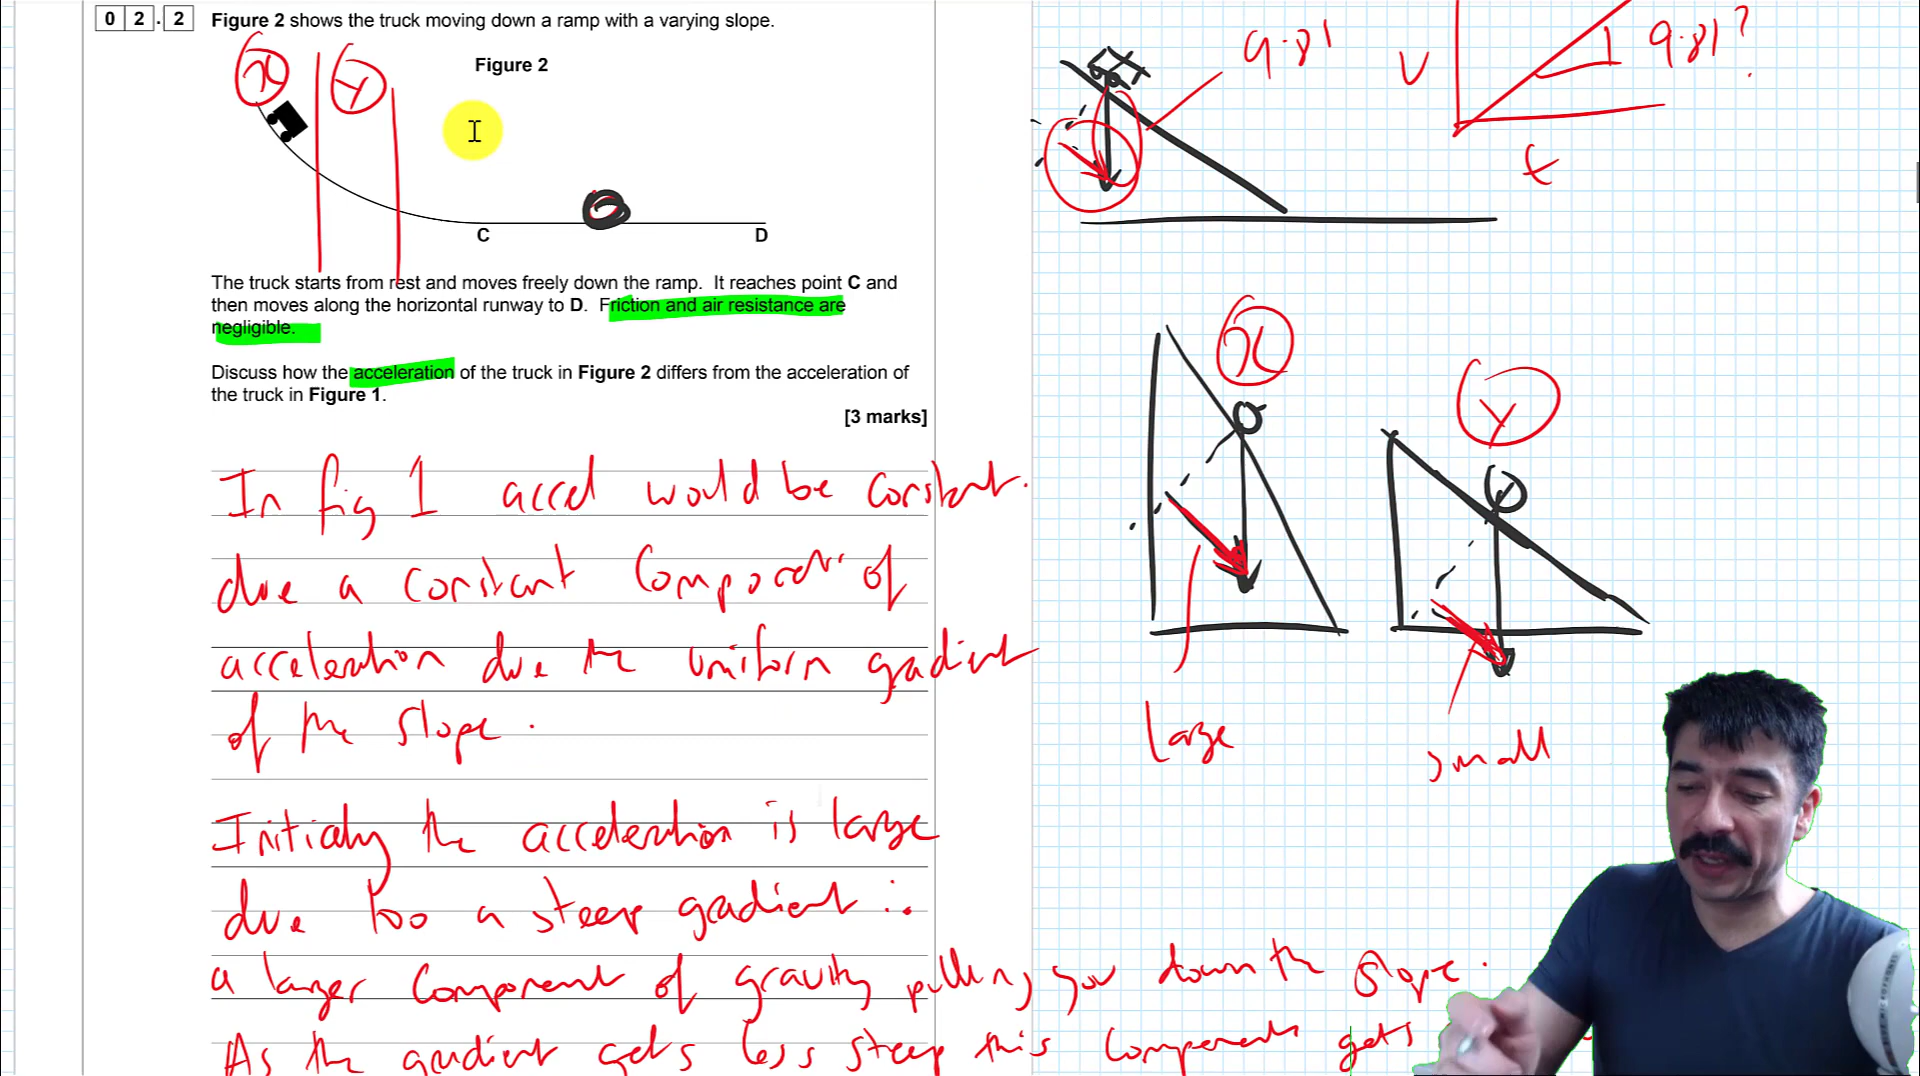 0 2 . 2 Figure 2 shows the truck moving down a ramp with a varying slope.
Figure 2
x
y
C
D
The truck starts from rest and moves freely down the ramp. It reaches point C and
then moves along the horizontal runway to D. Friction and air resistance are
negligible.
Discuss how the acceleration of the truck in Figure 2 differs from the acceleration of
the truck in Figure 1.
[3 marks]
In fig 1 accel would be constant.
due a constant component of
acceleration due the uniform gradient
of the slope.
Initialy the acceleration is large
due too a steep gradient ∴
a larger component of gravity pulling you down the slope.
As the gradient gets less steep this components gets
9.81
V
9.81?
t
x
y
large
small